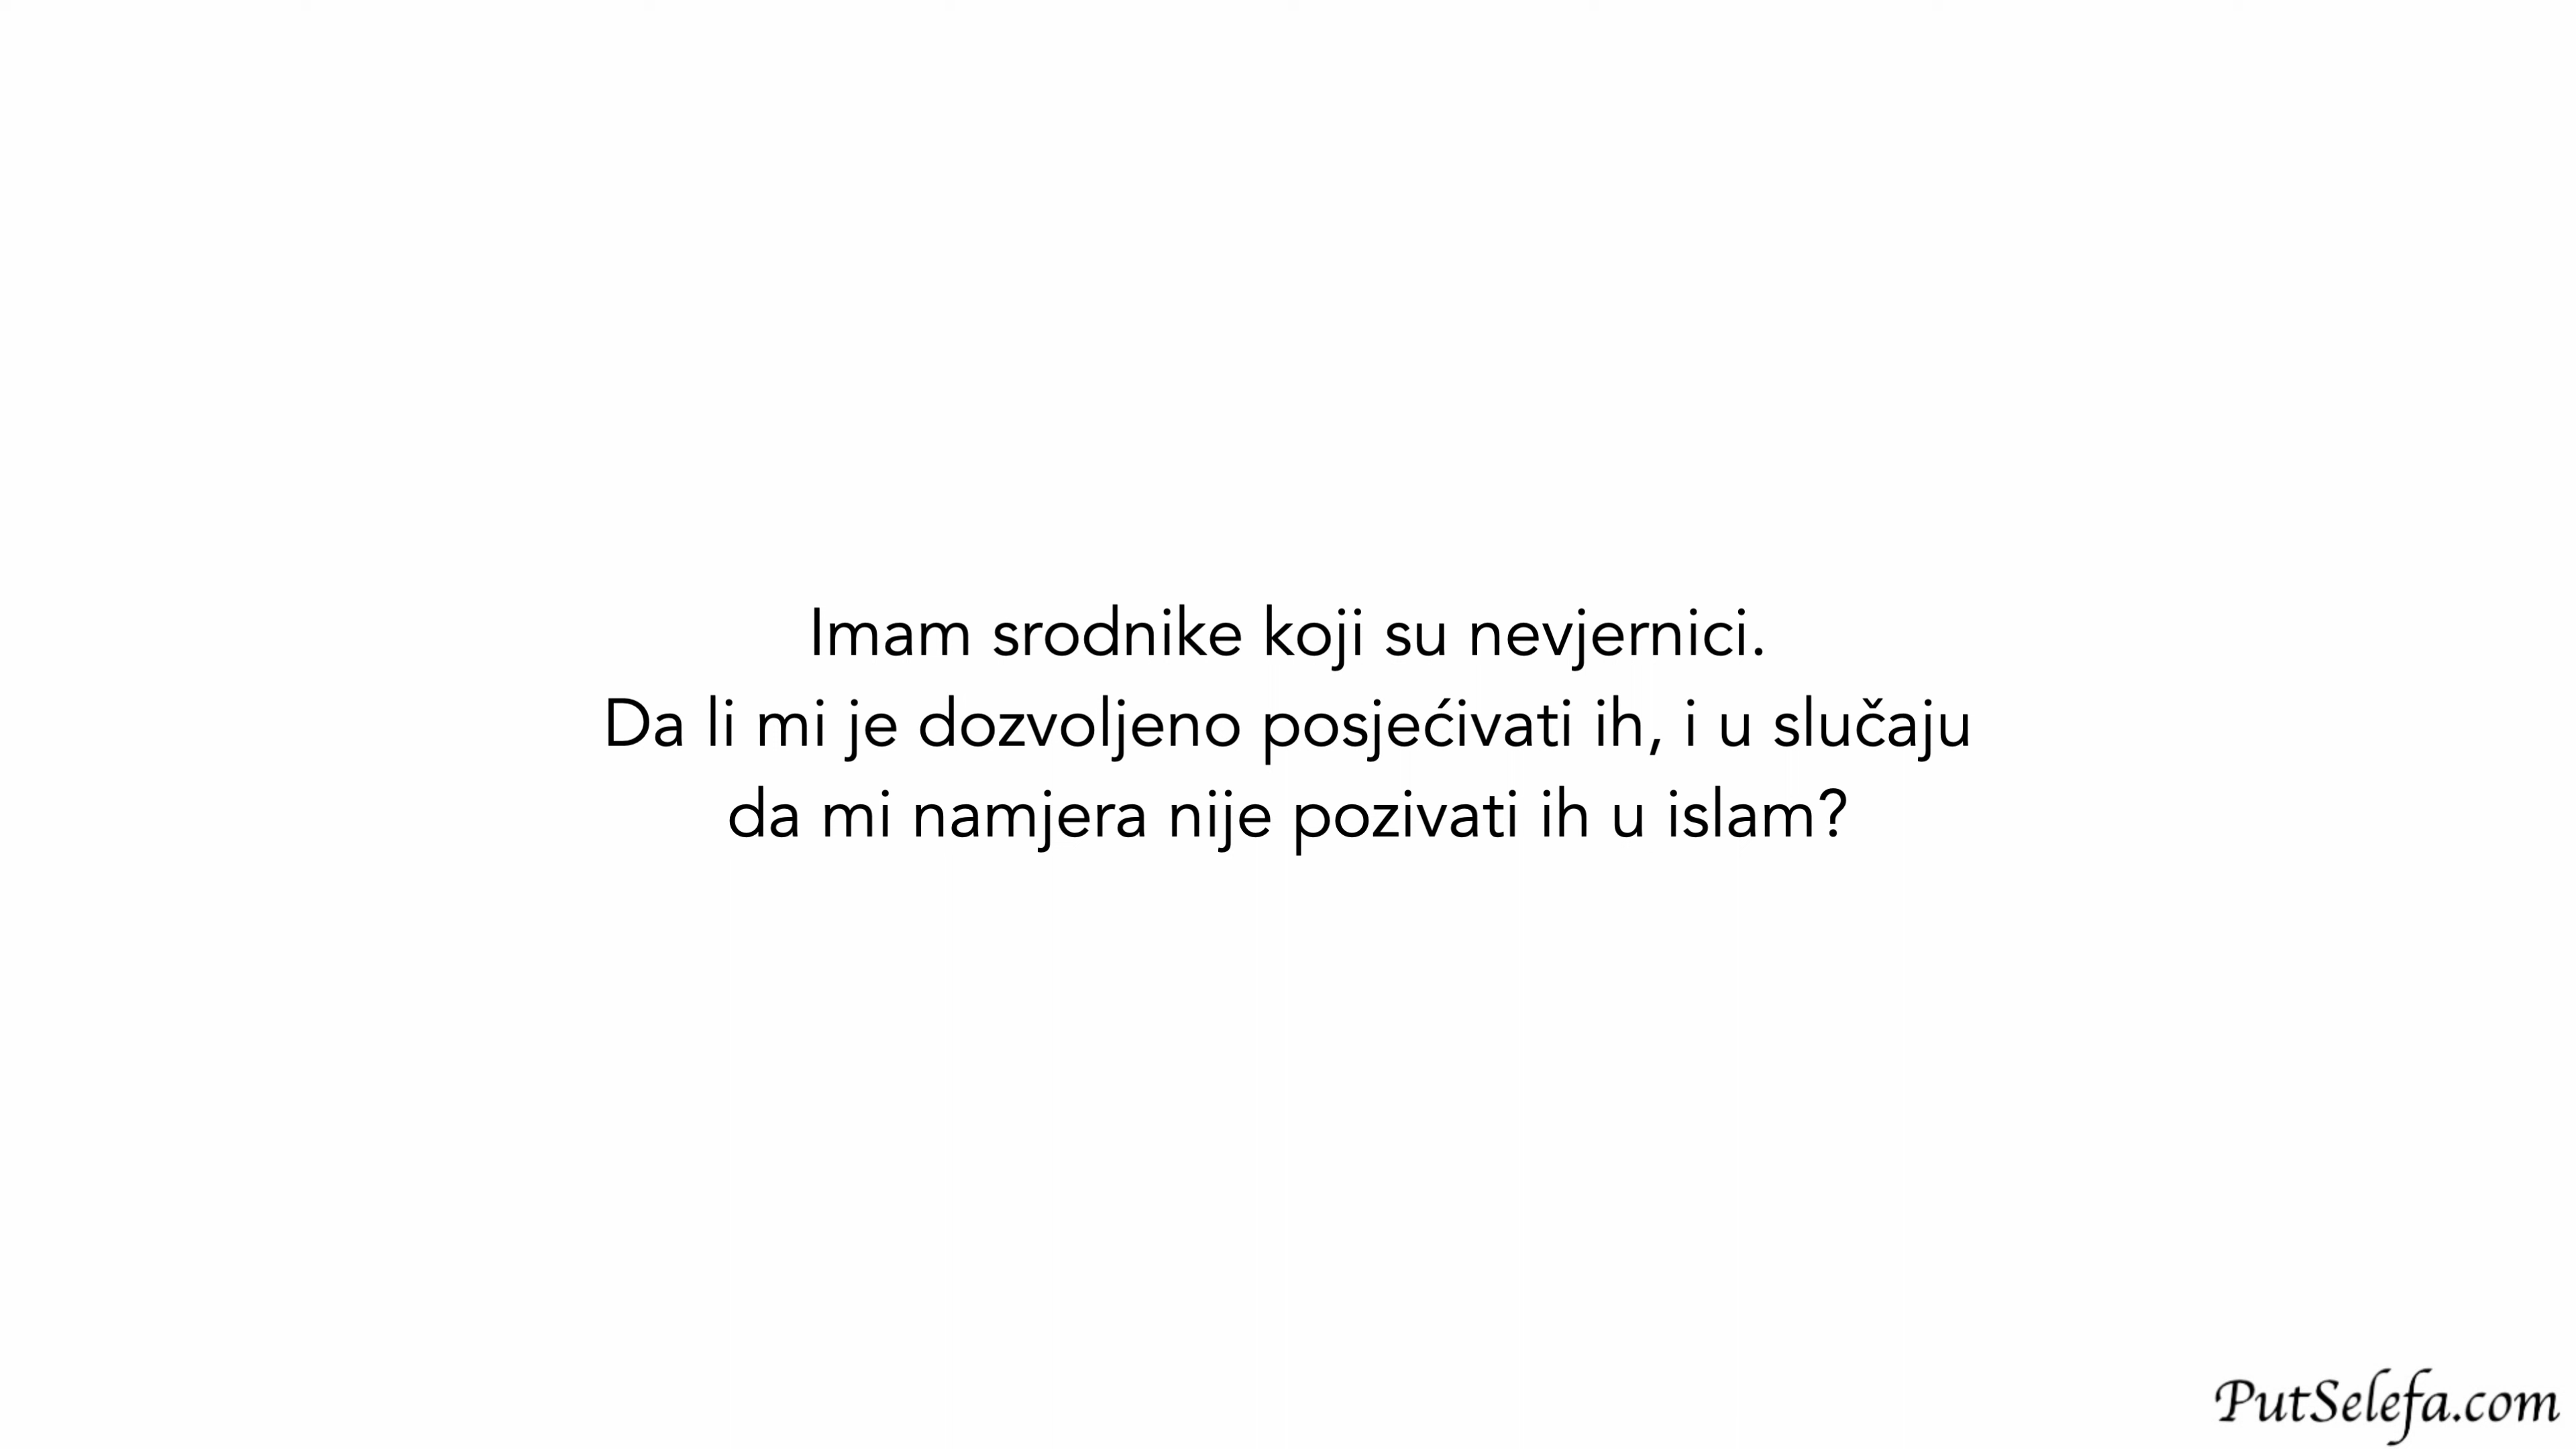 Imam srodnike koji su nevjernici.
Da li mi je dozvoljeno posjećivati ih, i u slučaju
da mi namjera nije pozivati ih u islam?
PutSelefa.com